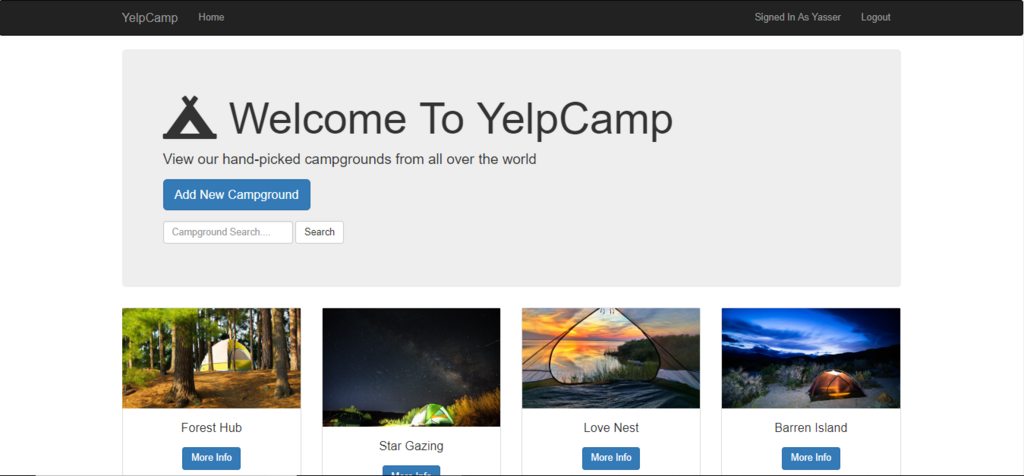 YelpCamp Home Signed In As Yasser Logout
Welcome To YelpCamp
View our hand-picked campgrounds from all over the world
Add New Campground
Campground Search.... Search
Forest Hub
More Info
Star Gazing
More Info
Love Nest
More Info
Barren Island
More Info